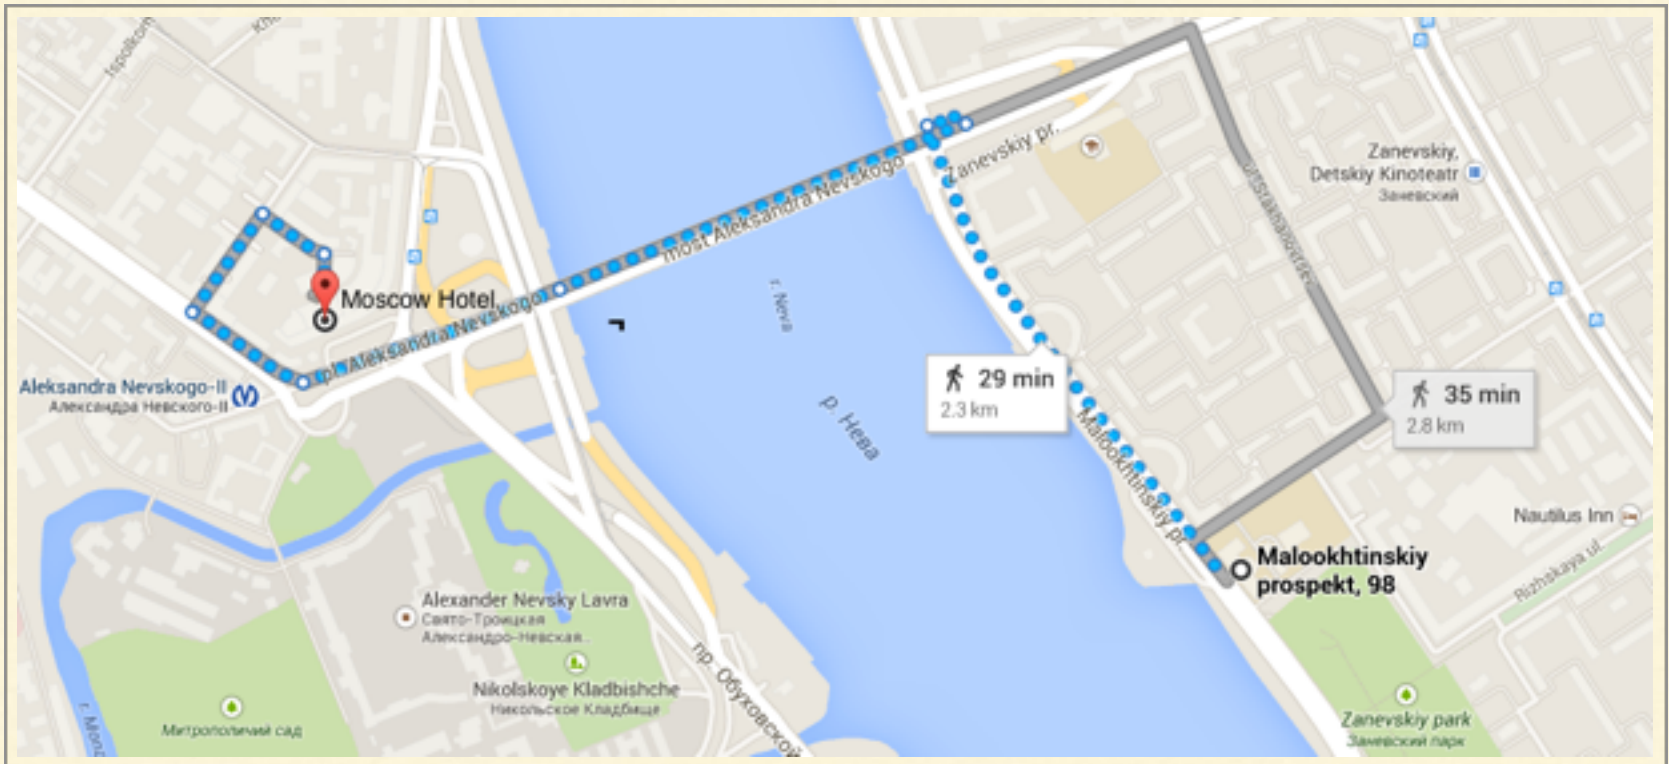 Zanevskiy,
Detskiy Kinoteatr
Заневский
Zanevskiy pr.
most Aleksandra Nevskogo
г. Neva
р. Нева
Moscow Hotel
pl. Aleksandra Nevskogo
Aleksandra Nevskogo-II
Александра Невского-II
29 min
2.3 km
35 min
2.8 km
Malookhtinskiy pr.
Nautilus Inn
Malookhtinskiy
prospekt, 98
Rizhskaya ul.
Alexander Nevsky Lavra
Свято-Троицкая
Александро-Невская...
Nikolskoye Kladbishche
Никольское Кладбище
пр. Обуховской
Митрополичий сад
Zanevskiy park
Заневский парк